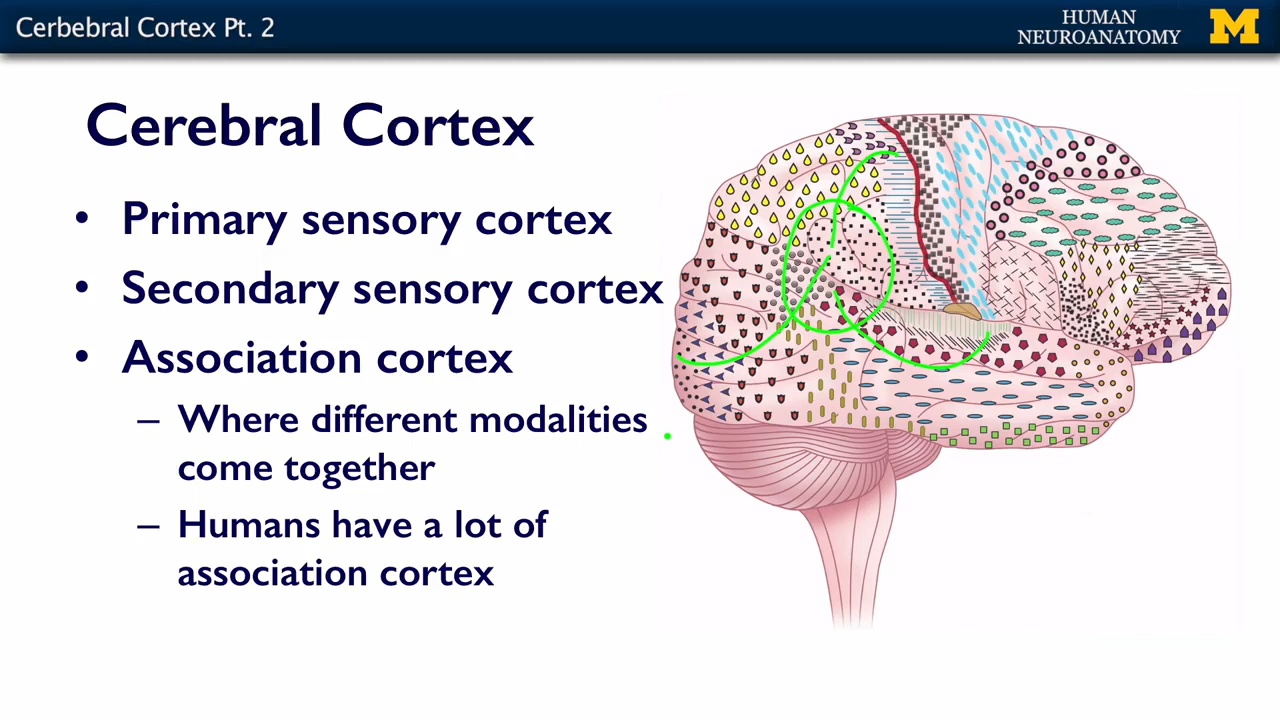 Cerbebral Cortex Pt. 2
HUMAN
NEUROANATOMY
M
Cerebral Cortex
• Primary sensory cortex
• Secondary sensory cortex
• Association cortex
– Where different modalities
come together
– Humans have a lot of
association cortex